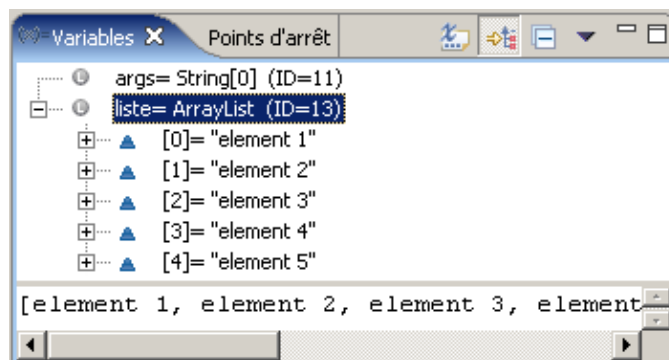 (x)= Variables Points d'arrêt
args= String[0] (ID=11)
liste= ArrayList (ID=13)
[0]= "element 1"
[1]= "element 2"
[2]= "element 3"
[3]= "element 4"
[4]= "element 5"
[element 1, element 2, element 3, element